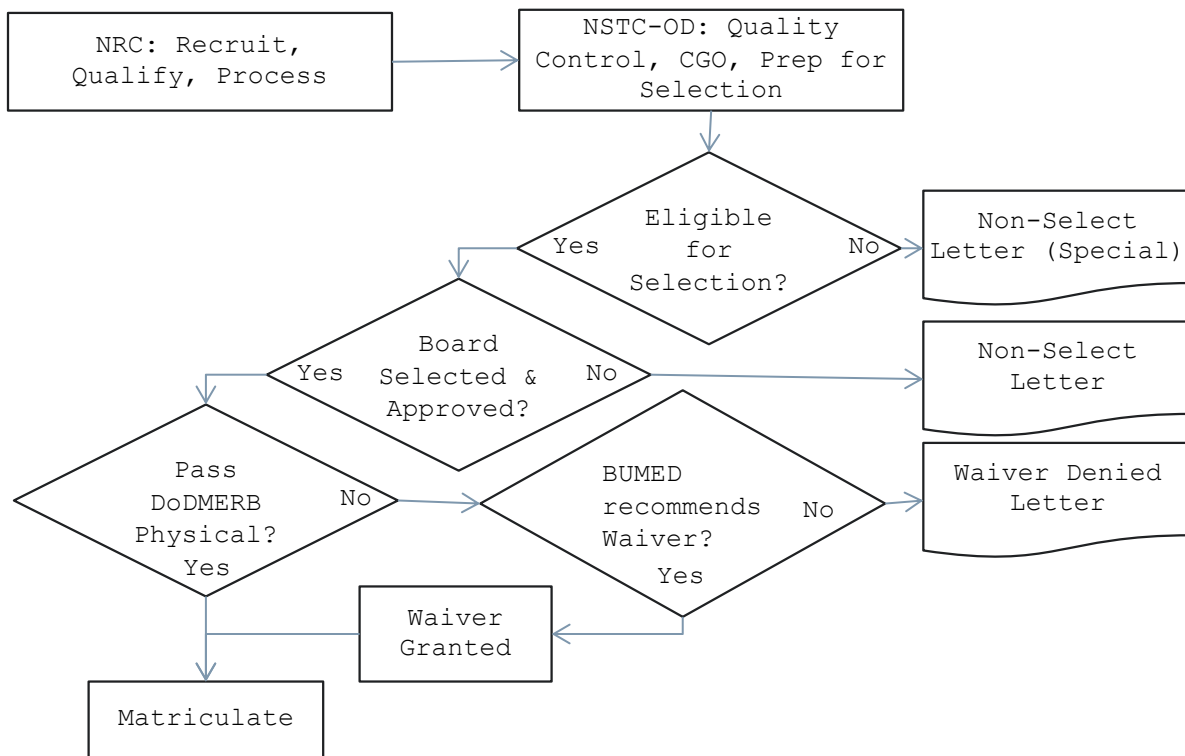 NRC: Recruit,
Qualify, Process
NSTC-OD: Quality
Control, CGO, Prep for
Selection
Eligible
for
Selection?
Yes
No
Non-Select
Letter (Special)
Board
Selected &
Approved?
Yes
No
Non-Select
Letter
Pass
DoDMERB
Physical?
No
Yes
BUMED
recommends
Waiver?
No
Yes
Waiver Denied
Letter
Waiver
Granted
Matriculate